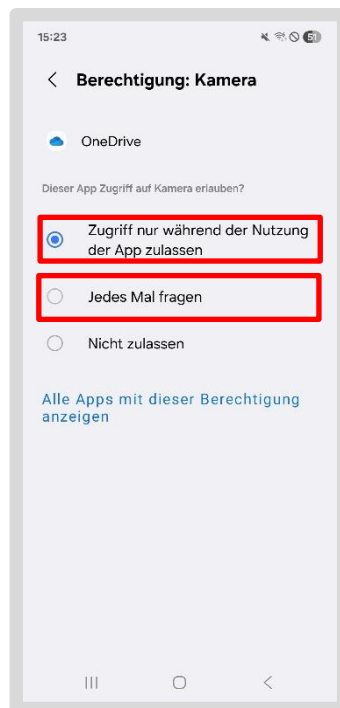 15:23
51
Berechtigung: Kamera
OneDrive
Dieser App Zugriff auf Kamera erlauben?
Zugriff nur während der Nutzung
der App zulassen
Jedes Mal fragen
Nicht zulassen
Alle Apps mit dieser Berechtigung
anzeigen